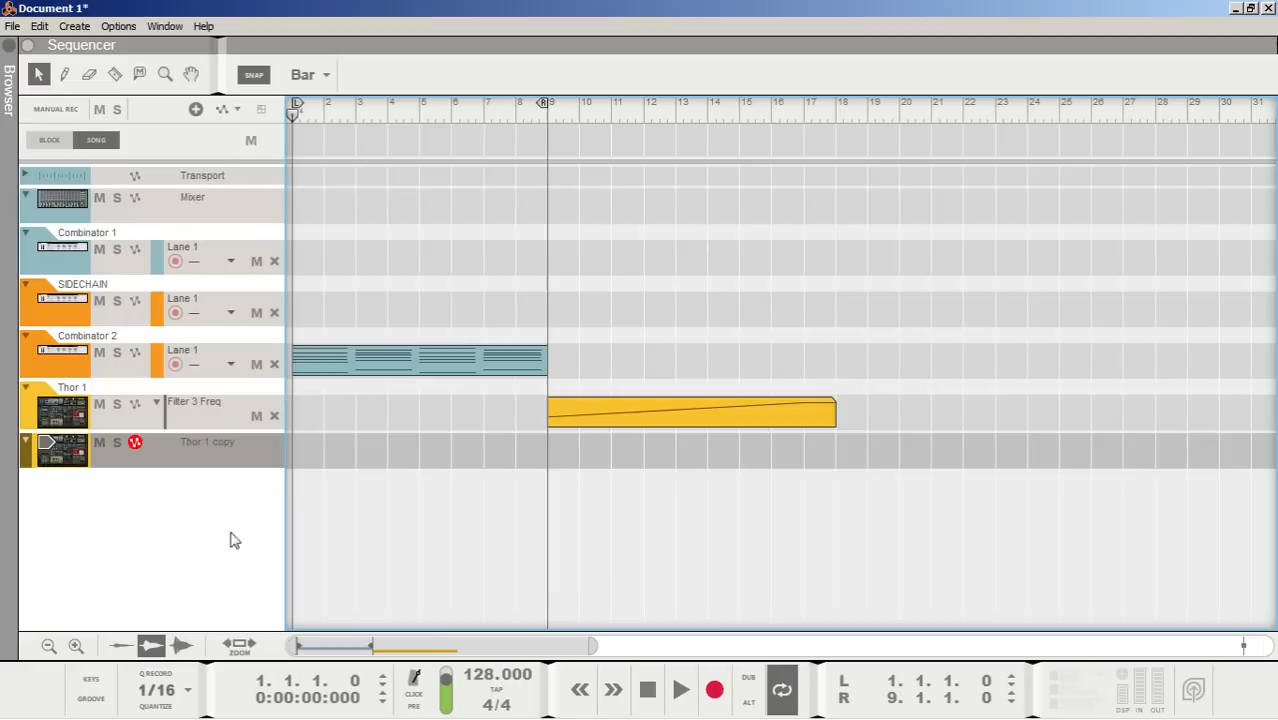 Document 1*
File Edit Create Options Window Help
Browser
Sequencer
SNAP Bar
MANUAL REC M S
L R
2 3 4 5 6 7 8 9 10 11 12 13 14 15 16 17 18 19 20 21 22 23 24 25 26 27 28 29 30 31
BLOCK SONG M
Transport
M S Mixer
Combinator 1
M S Lane 1
M
SIDECHAIN
M S Lane 1
M
Combinator 2
M S Lane 1
M
Thor 1
M S Filter 3 Freq
M
M S Thor 1 copy
ZOOM
KEYS
GROOVE
Q RECORD
1/16
QUANTIZE
1. 1. 1. 0
0:00:00:000
CLICK
PRE
128.000
TAP
4/4
DUB
ALT
L 1. 1. 1. 0
R 9. 1. 1. 0
DSP IN OUT